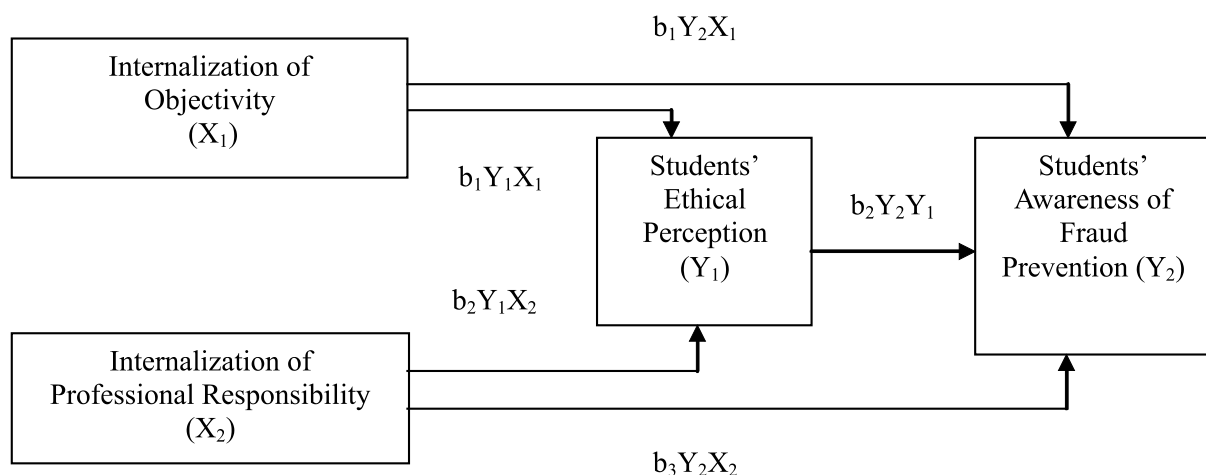 b₁Y₂X₁
Internalization of
Objectivity
(X₁)
b₁Y₁X₁
Students’
Ethical
Perception
(Y₁)
b₂Y₂Y₁
Students’
Awareness of
Fraud
Prevention (Y₂)
b₂Y₁X₂
Internalization of
Professional Responsibility
(X₂)
b₃Y₂X₂